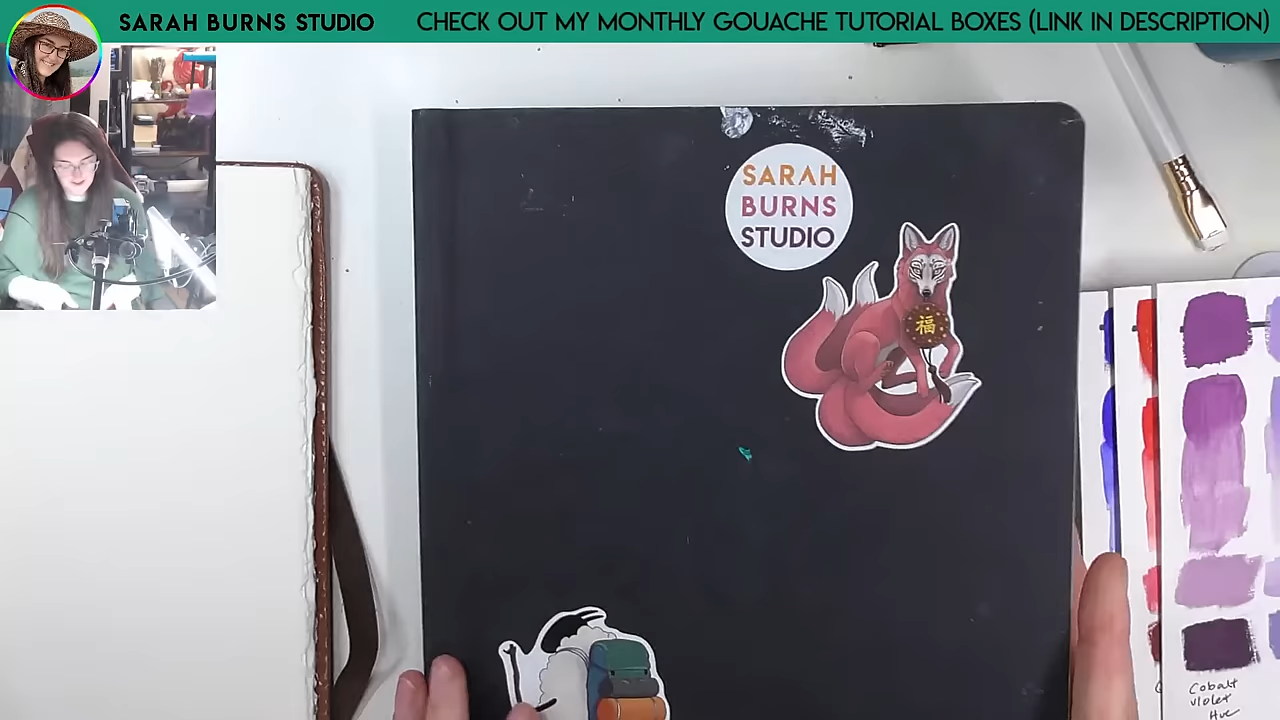 SARAH BURNS STUDIO
CHECK OUT MY MONTHLY GOUACHE TUTORIAL BOXES (LINK IN DESCRIPTION)
SARAH
BURNS
STUDIO
福
Cobalt
violet
Hue